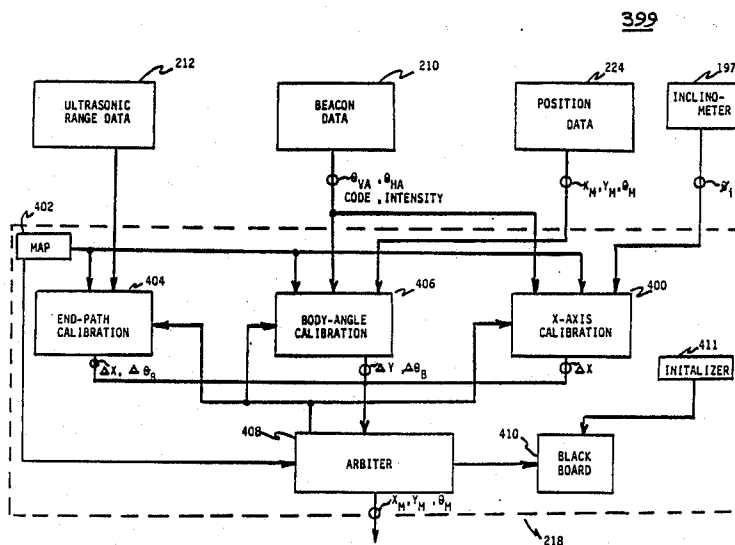 399
212
210
224
197
ULTRASONIC
RANGE DATA
BEACON
DATA
POSITION
DATA
INCLINO-
METER
θVA , θHA
CODE , INTENSITY
XM,YM,θM
402
MAP
404
406
400
END-PATH
CALIBRATION
BODY-ANGLE
CALIBRATION
X-AXIS
CALIBRATION
411
INITALIZER
ΔX, Δ θB
ΔY ,ΔθB
ΔX
408
ARBITER
410
BLACK
BOARD
XM,YM,θM
218